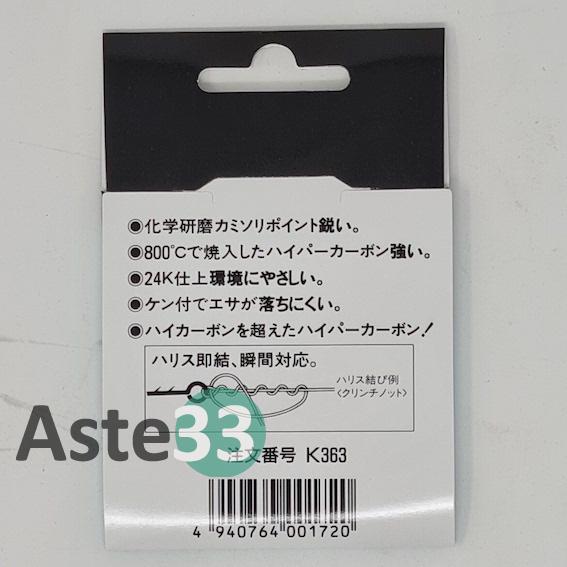 ◉化学研磨カミソリポイント鋭い。
◉800℃で焼入したハイパーカーボン強い。
◉24K仕上環境にやさしい。
◉ケン付でエサが落ちにくい。
◉ハイカーボンを超えたハイパーカーボン!
ハリス即結、瞬間対応。
ハリス結び例
〈クリンチノット〉
Aste33
注文番号 K363
4 940764 001720